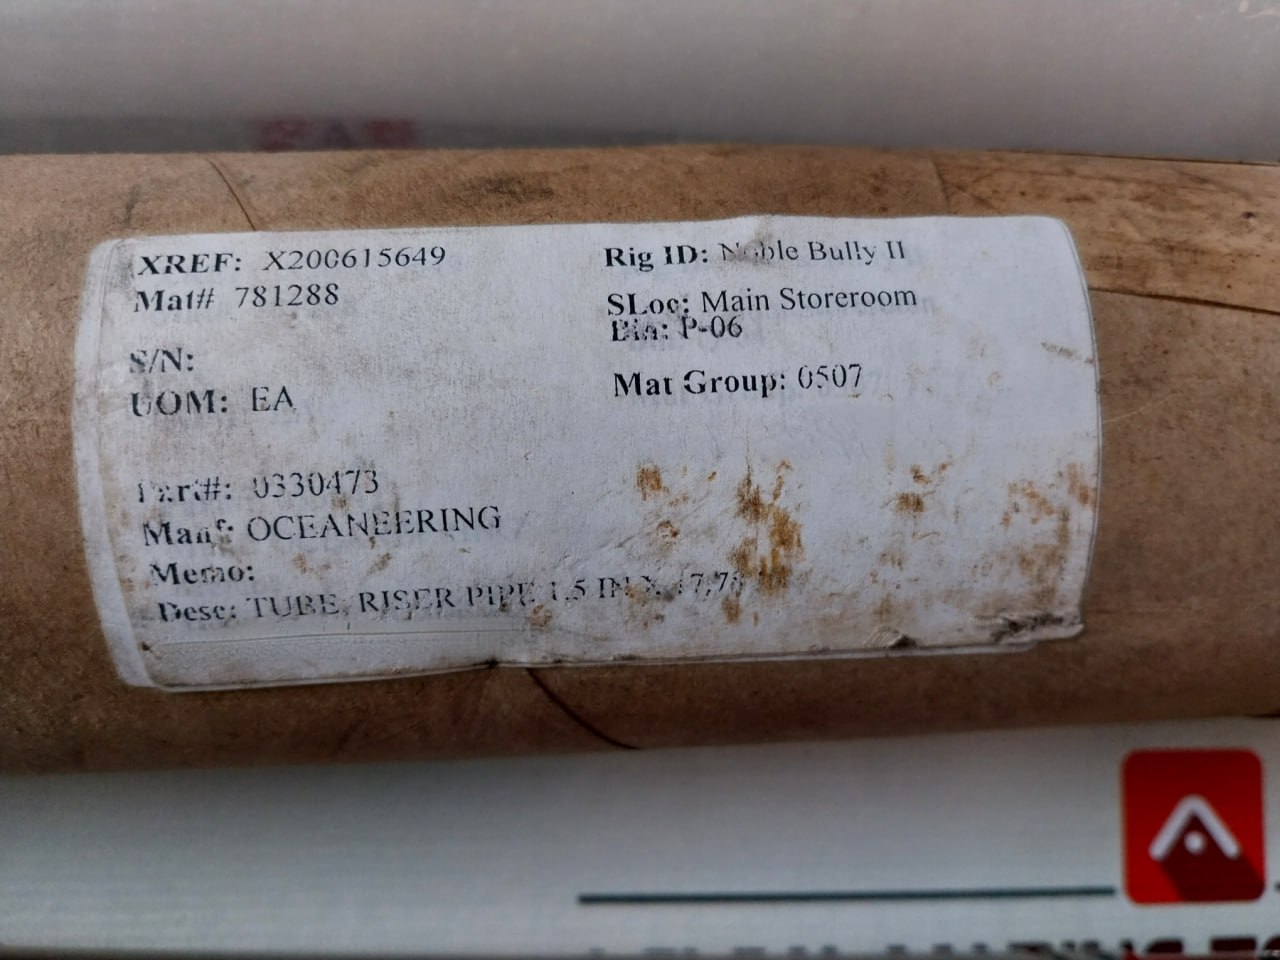 XREF: X200615649
Mat# 781288
S/N:
UOM: EA
Rig ID: Noble Bully II
SLoc: Main Storeroom
Bin: P-06
Mat Group: 0507
Part#: 0330473
Manf: OCEANEERING
Memo:
Desc: TUBE, RISER PIPE 1.5 IN X